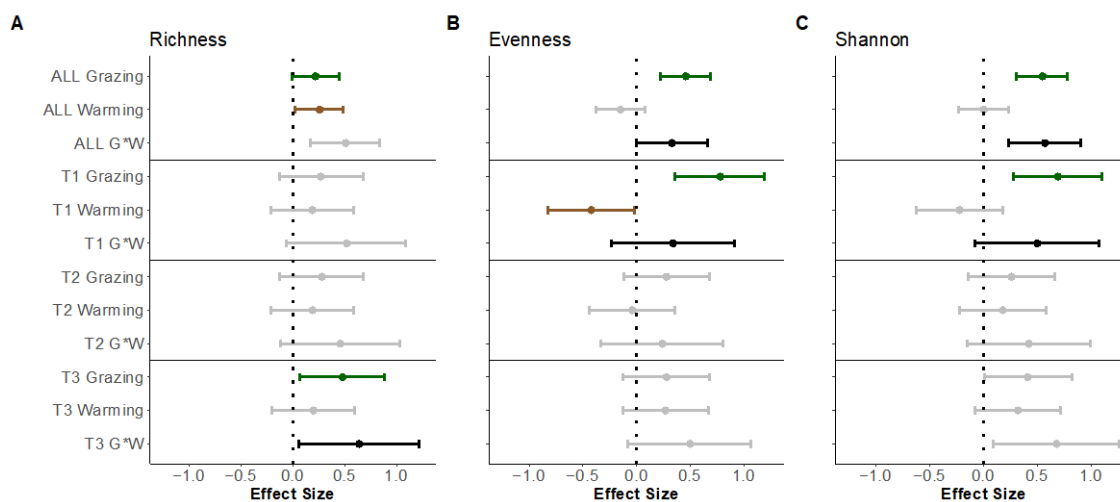 A
Richness
B
Evenness
C
Shannon
ALL Grazing
ALL Warming
ALL G*W
T1 Grazing
T1 Warming
T1 G*W
T2 Grazing
T2 Warming
T2 G*W
T3 Grazing
T3 Warming
T3 G*W
−1.0 −0.5 0.0 0.5 1.0
−1.0 −0.5 0.0 0.5 1.0
−1.0 −0.5 0.0 0.5 1.0
Effect Size
Effect Size
Effect Size